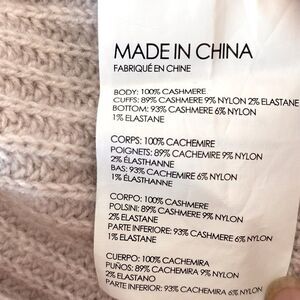 MADE IN CHINA
FABRIQUÉ EN CHINE
BODY: 100% CASHMERE
CUFFS: 89% CASHMERE 9% NYLON 2% ELASTANE
BOTTOM: 93% CASHMERE 6% NYLON
1% ELASTANE
CORPS: 100% CACHEMIRE
POIGNETS: 89% CACHEMIRE 9% NYLON
2% ÉLASTHANNE
BAS: 93% CACHEMIRE 6% NYLON
1% ÉLASTHANNE
CORPO: 100% CASHMERE
POLSINI: 89% CASHMERE 9% NYLON
2% ELASTANE
PARTE INFERIORE: 93% CASHMERE 6% NYLON
1% ELASTANE
CUERPO: 100% CACHEMIRA
PUÑOS: 89% CACHEMIRA 9% NYLON
2% ELASTANO
PARTE INFERIOR: 93% CACHEMIRA 6% NYLON